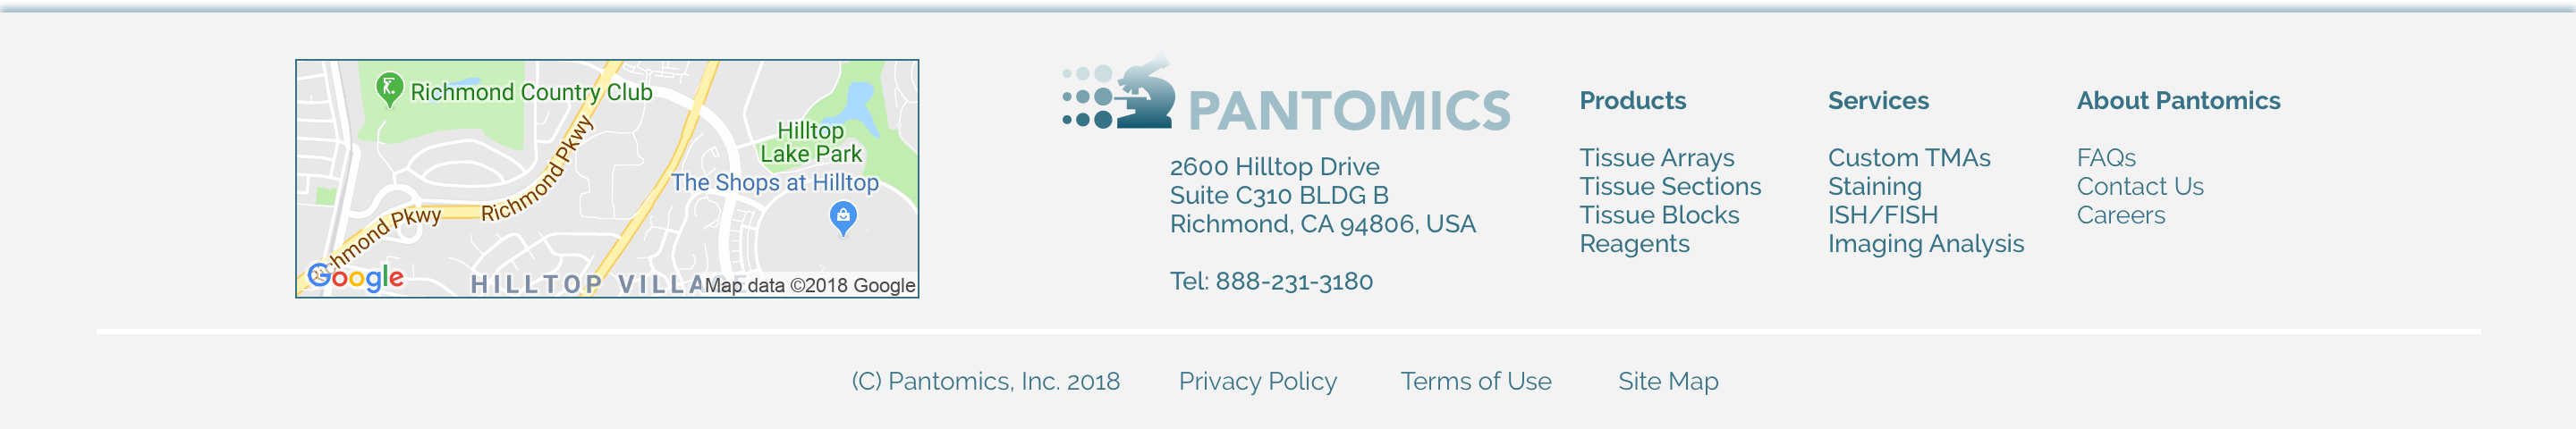 Richmond Country Club
Hilltop
Lake Park
The Shops at Hilltop
Richmond Pkwy
Richmond Pkwy
Google
HILLTOP VILLAGE
Map data ©2018 Google
PANTOMICS
2600 Hilltop Drive
Suite C310 BLDG B
Richmond, CA 94806, USA
Tel: 888-231-3180
Products
Tissue Arrays
Tissue Sections
Tissue Blocks
Reagents
Services
Custom TMAs
Staining
ISH/FISH
Imaging Analysis
About Pantomics
FAQs
Contact Us
Careers
(C) Pantomics, Inc. 2018 Privacy Policy Terms of Use Site Map